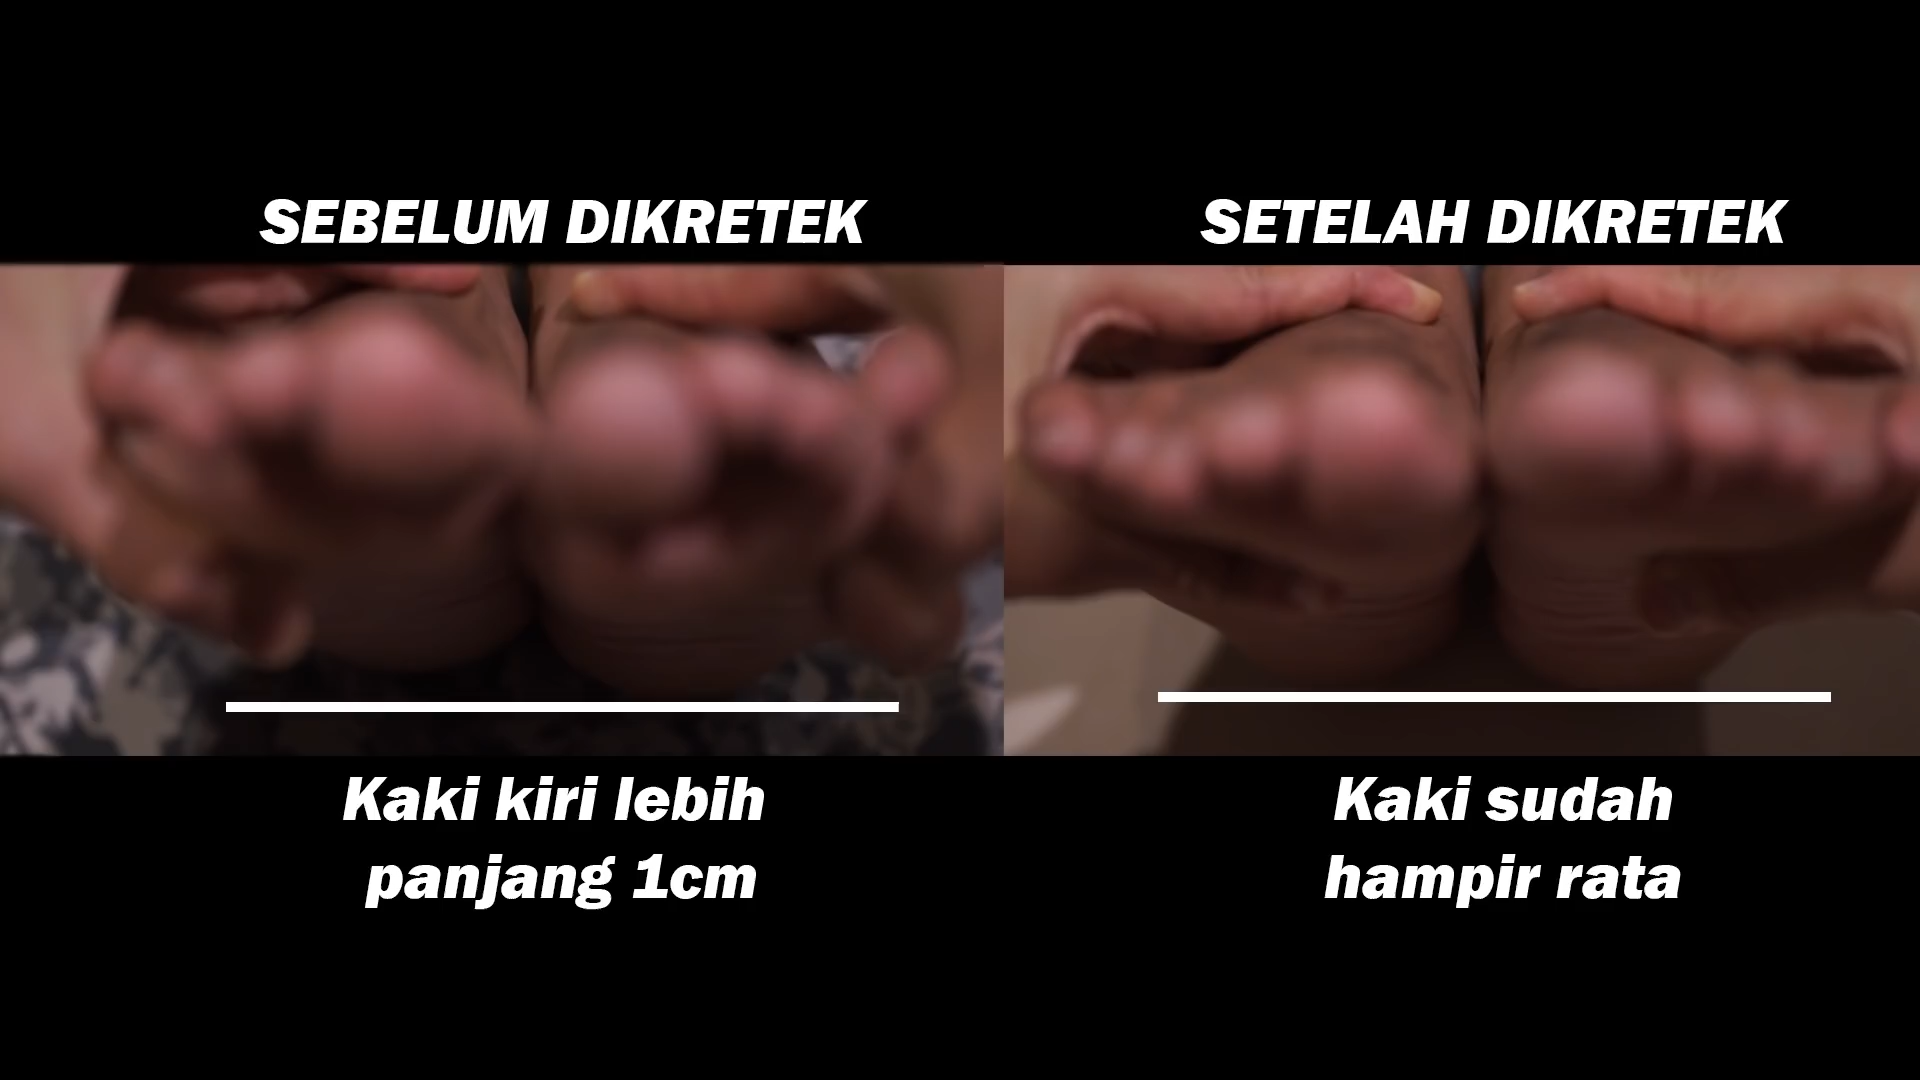 SEBELUM DIKRETEK
SETELAH DIKRETEK
Kaki kiri lebih
panjang 1cm
Kaki sudah
hampir rata